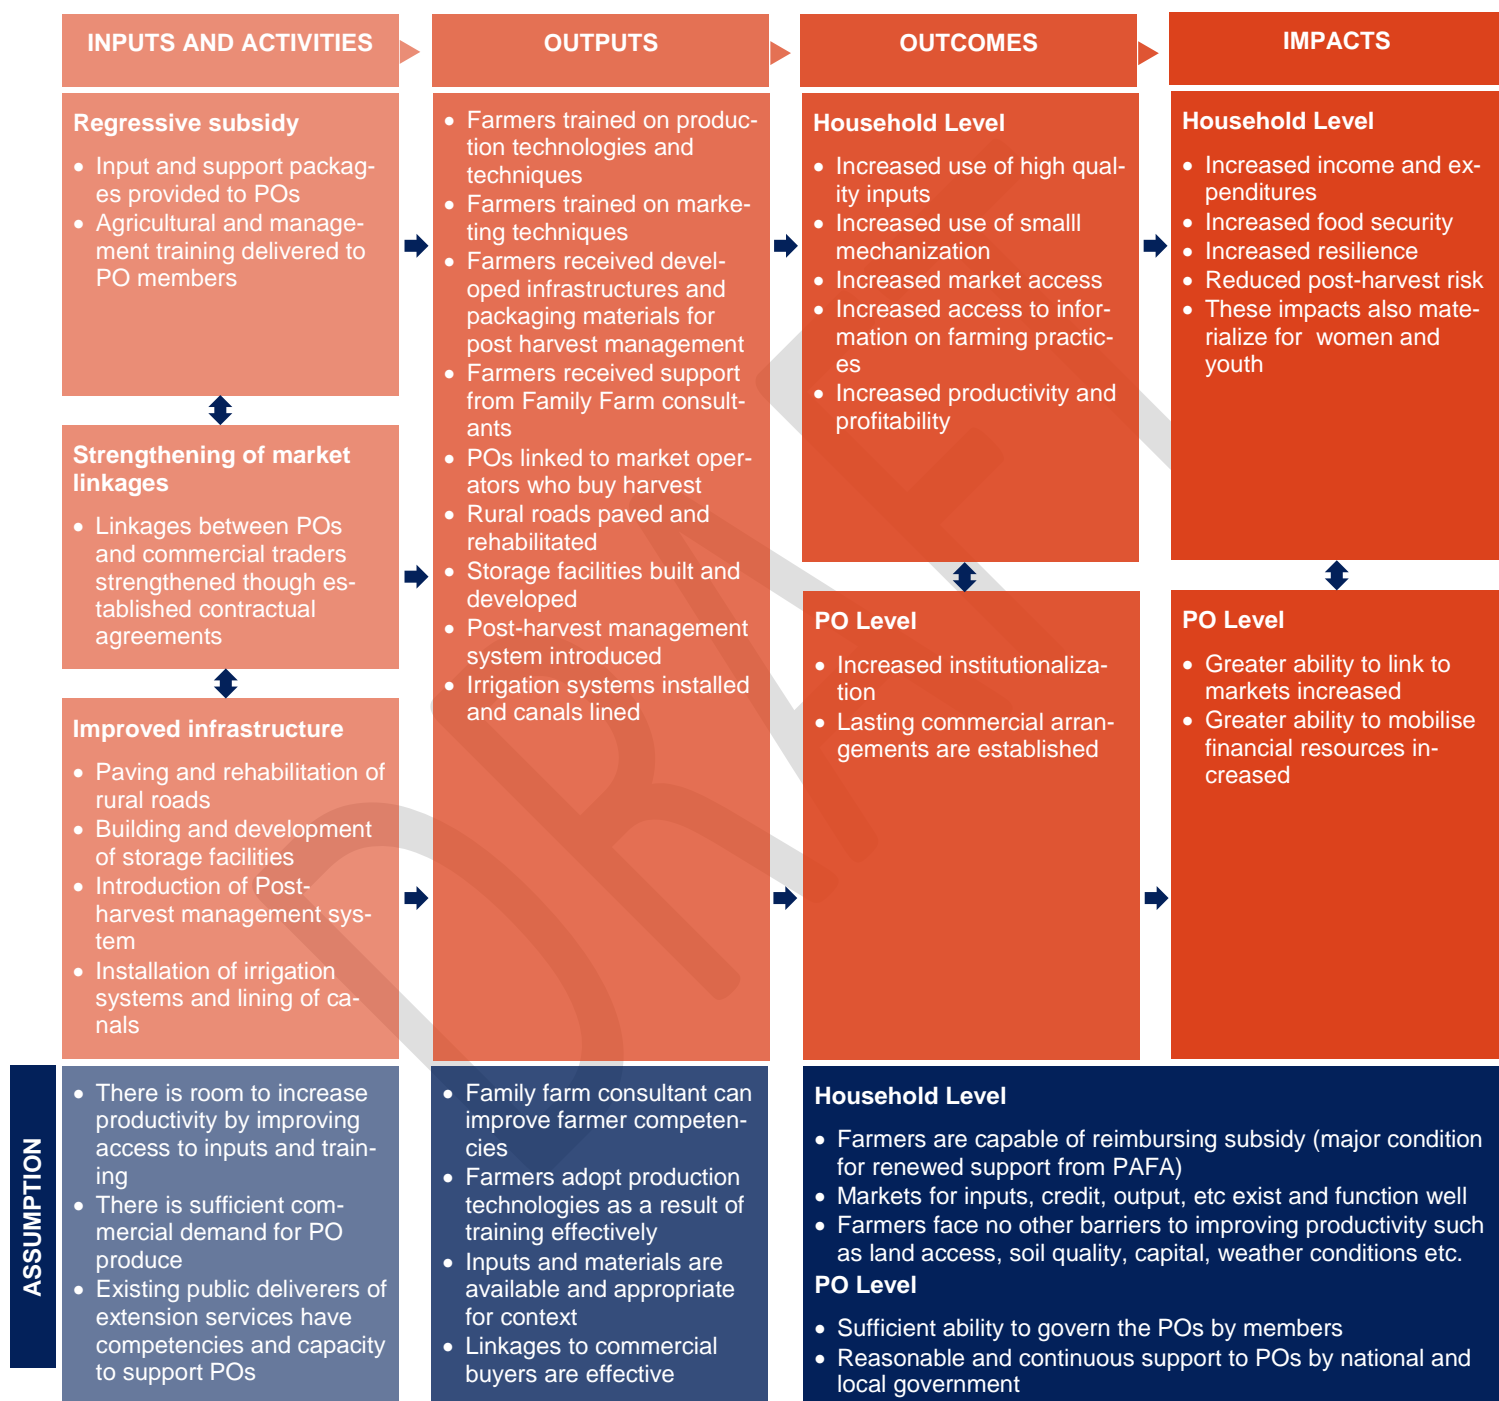 INPUTS AND ACTIVITIES
OUTPUTS
OUTCOMES
IMPACTS
Regressive subsidy
• Input and support packag-
es provided to POs
• Agricultural and manage-
ment training delivered to
PO members
Strengthening of market
linkages
• Linkages between POs
and commercial traders
strengthened though es-
tablished contractual
agreements
Improved infrastructure
• Paving and rehabilitation of
rural roads
• Building and development
of storage facilities
• Introduction of Post-
harvest management sys-
tem
• Installation of irrigation
systems and lining of ca-
nals
• Farmers trained on produc-
tion technologies and
techniques
• Farmers trained on marke-
ting techniques
• Farmers received devel-
oped infrastructures and
packaging materials for
post harvest management
• Farmers received support
from Family Farm consult-
ants
• POs linked to market oper-
ators who buy harvest
• Rural roads paved and
rehabilitated
• Storage facilities built and
developed
• Post-harvest management
system introduced
• Irrigation systems installed
and canals lined
Household Level
• Increased use of high qual-
ity inputs
• Increased use of smalll
mechanization
• Increased market access
• Increased access to infor-
mation on farming practic-
es
• Increased productivity and
profitability
PO Level
• Increased institutionaliza-
tion
• Lasting commercial arran-
gements are established
Household Level
• Increased income and ex-
penditures
• Increased food security
• Increased resilience
• Reduced post-harvest risk
• These impacts also mate-
rialize for women and
youth
PO Level
• Greater ability to link to
markets increased
• Greater ability to mobilise
financial resources in-
creased
DRAFT
ASSUMPTION
• There is room to increase
productivity by improving
access to inputs and train-
ing
• There is sufficient com-
mercial demand for PO
produce
• Existing public deliverers of
extension services have
competencies and capacity
to support POs
• Family farm consultant can
improve farmer competen-
cies
• Farmers adopt production
technologies as a result of
training effectively
• Inputs and materials are
available and appropriate
for context
• Linkages to commercial
buyers are effective
Household Level
• Farmers are capable of reimbursing subsidy (major condition
for renewed support from PAFA)
• Markets for inputs, credit, output, etc exist and function well
• Farmers face no other barriers to improving productivity such
as land access, soil quality, capital, weather conditions etc.
PO Level
• Sufficient ability to govern the POs by members
• Reasonable and continuous support to POs by national and
local government